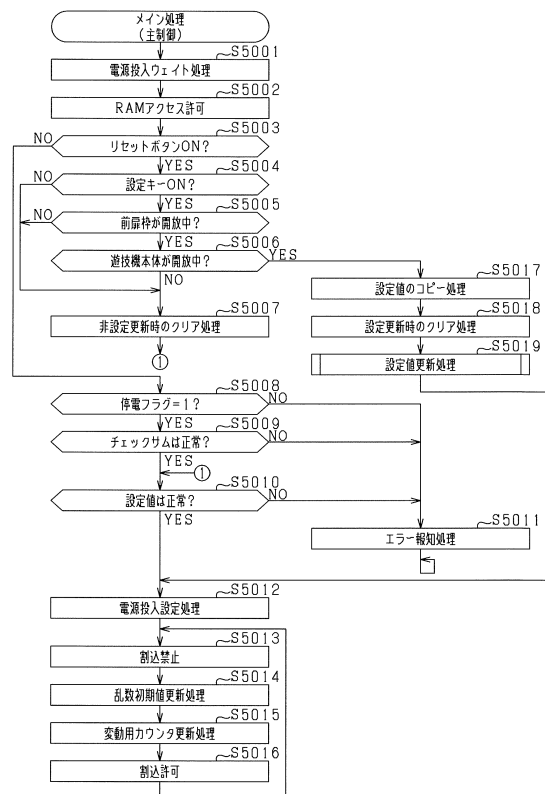 メイン処理
(主制御)
S5001
電源投入ウェイト処理
S5002
RAMアクセス許可
S5003
NO
リセットボタンON?
YES
S5004
NO
設定キーON?
YES
S5005
NO
前扉枠が開放中?
YES
S5006
遊技機本体が開放中?
YES
NO
S5017
設定値のコピー処理
S5007
非設定更新時のクリア処理
①
S5018
設定更新時のクリア処理
S5019
設定値更新処理
S5008
停電フラグ=1?
NO
YES
S5009
チェックサムは正常?
NO
YES
①
S5010
設定値は正常?
NO
YES
S5011
エラー報知処理
S5012
電源投入設定処理
S5013
割込禁止
S5014
乱数初期値更新処理
S5015
変動用カウンタ更新処理
S5016
割込許可